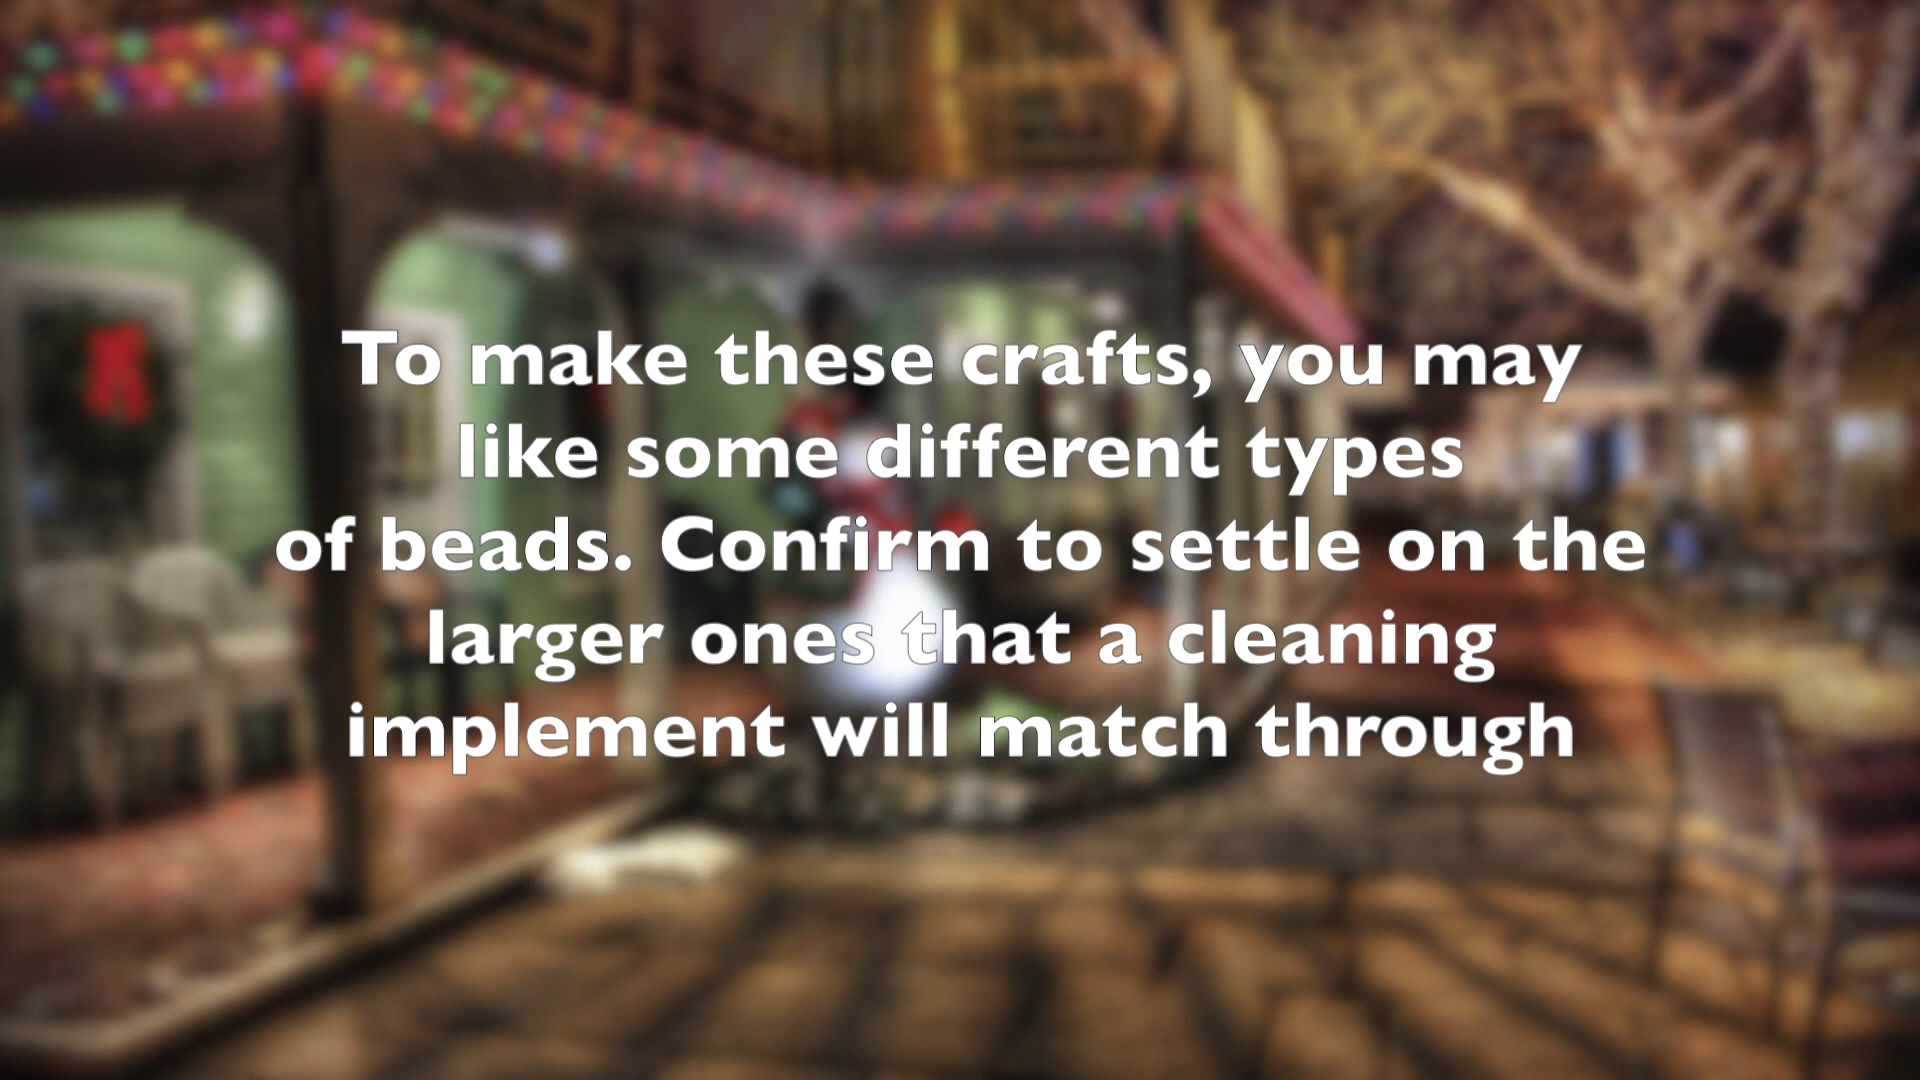 To make these crafts, you may
like some different types
of beads. Confirm to settle on the
larger ones that a cleaning
implement will match through